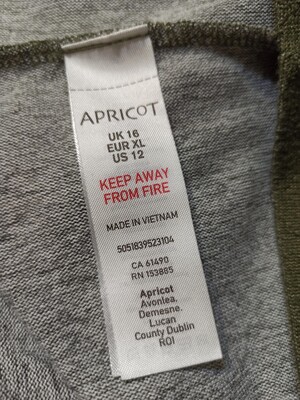 APRICOT
UK 16
EUR XL
US 12
KEEP AWAY
FROM FIRE
MADE IN VIETNAM
5051839523104
CA 61490
RN 153885
Apricot
Avonlea,
Demesne,
Lucan
County Dublin
ROI